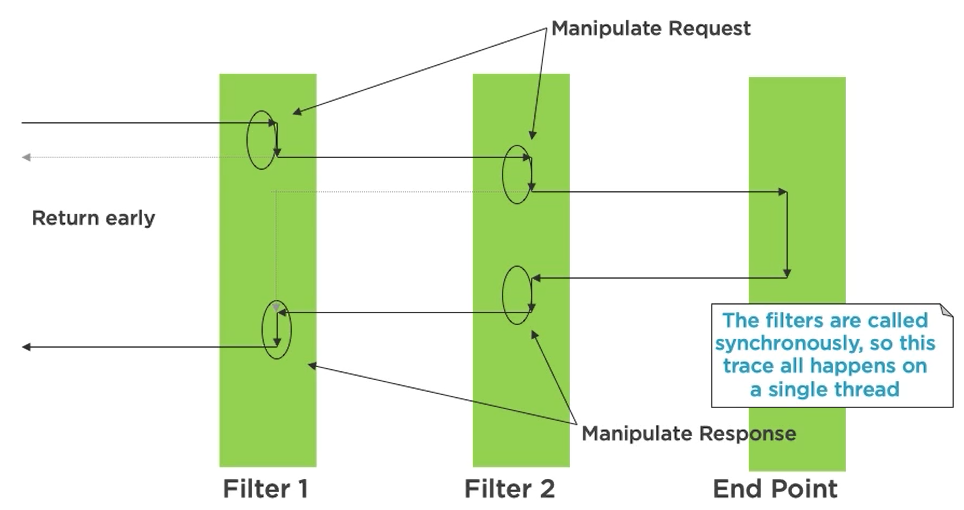 Manipulate Request
Return early
The filters are called
synchronously, so this
trace all happens on
a single thread
Manipulate Response
Filter 1
Filter 2
End Point